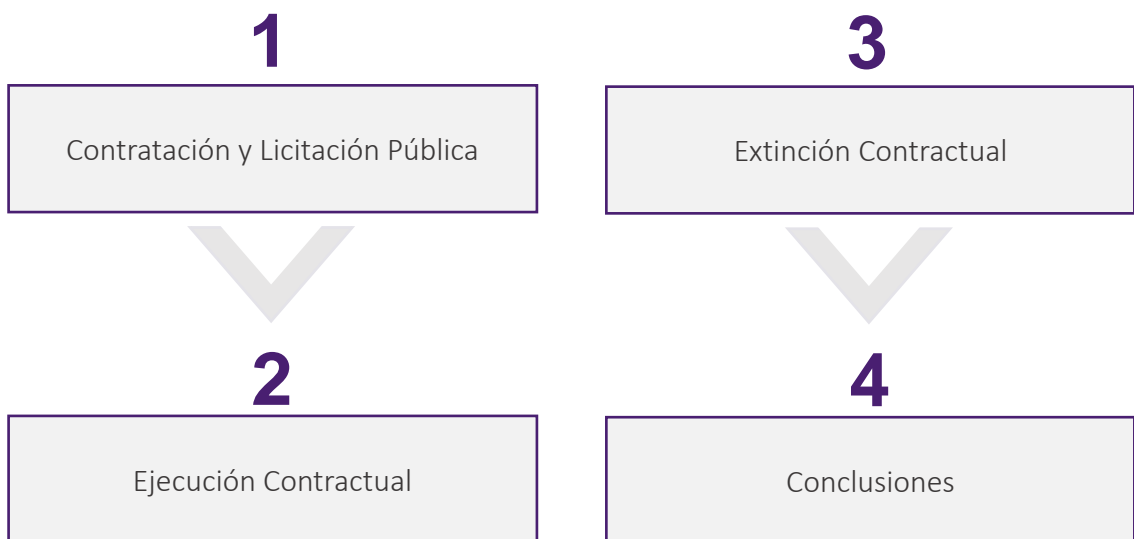 1
Contratación y Licitación Pública
2
Ejecución Contractual
3
Extinción Contractual
4
Conclusiones